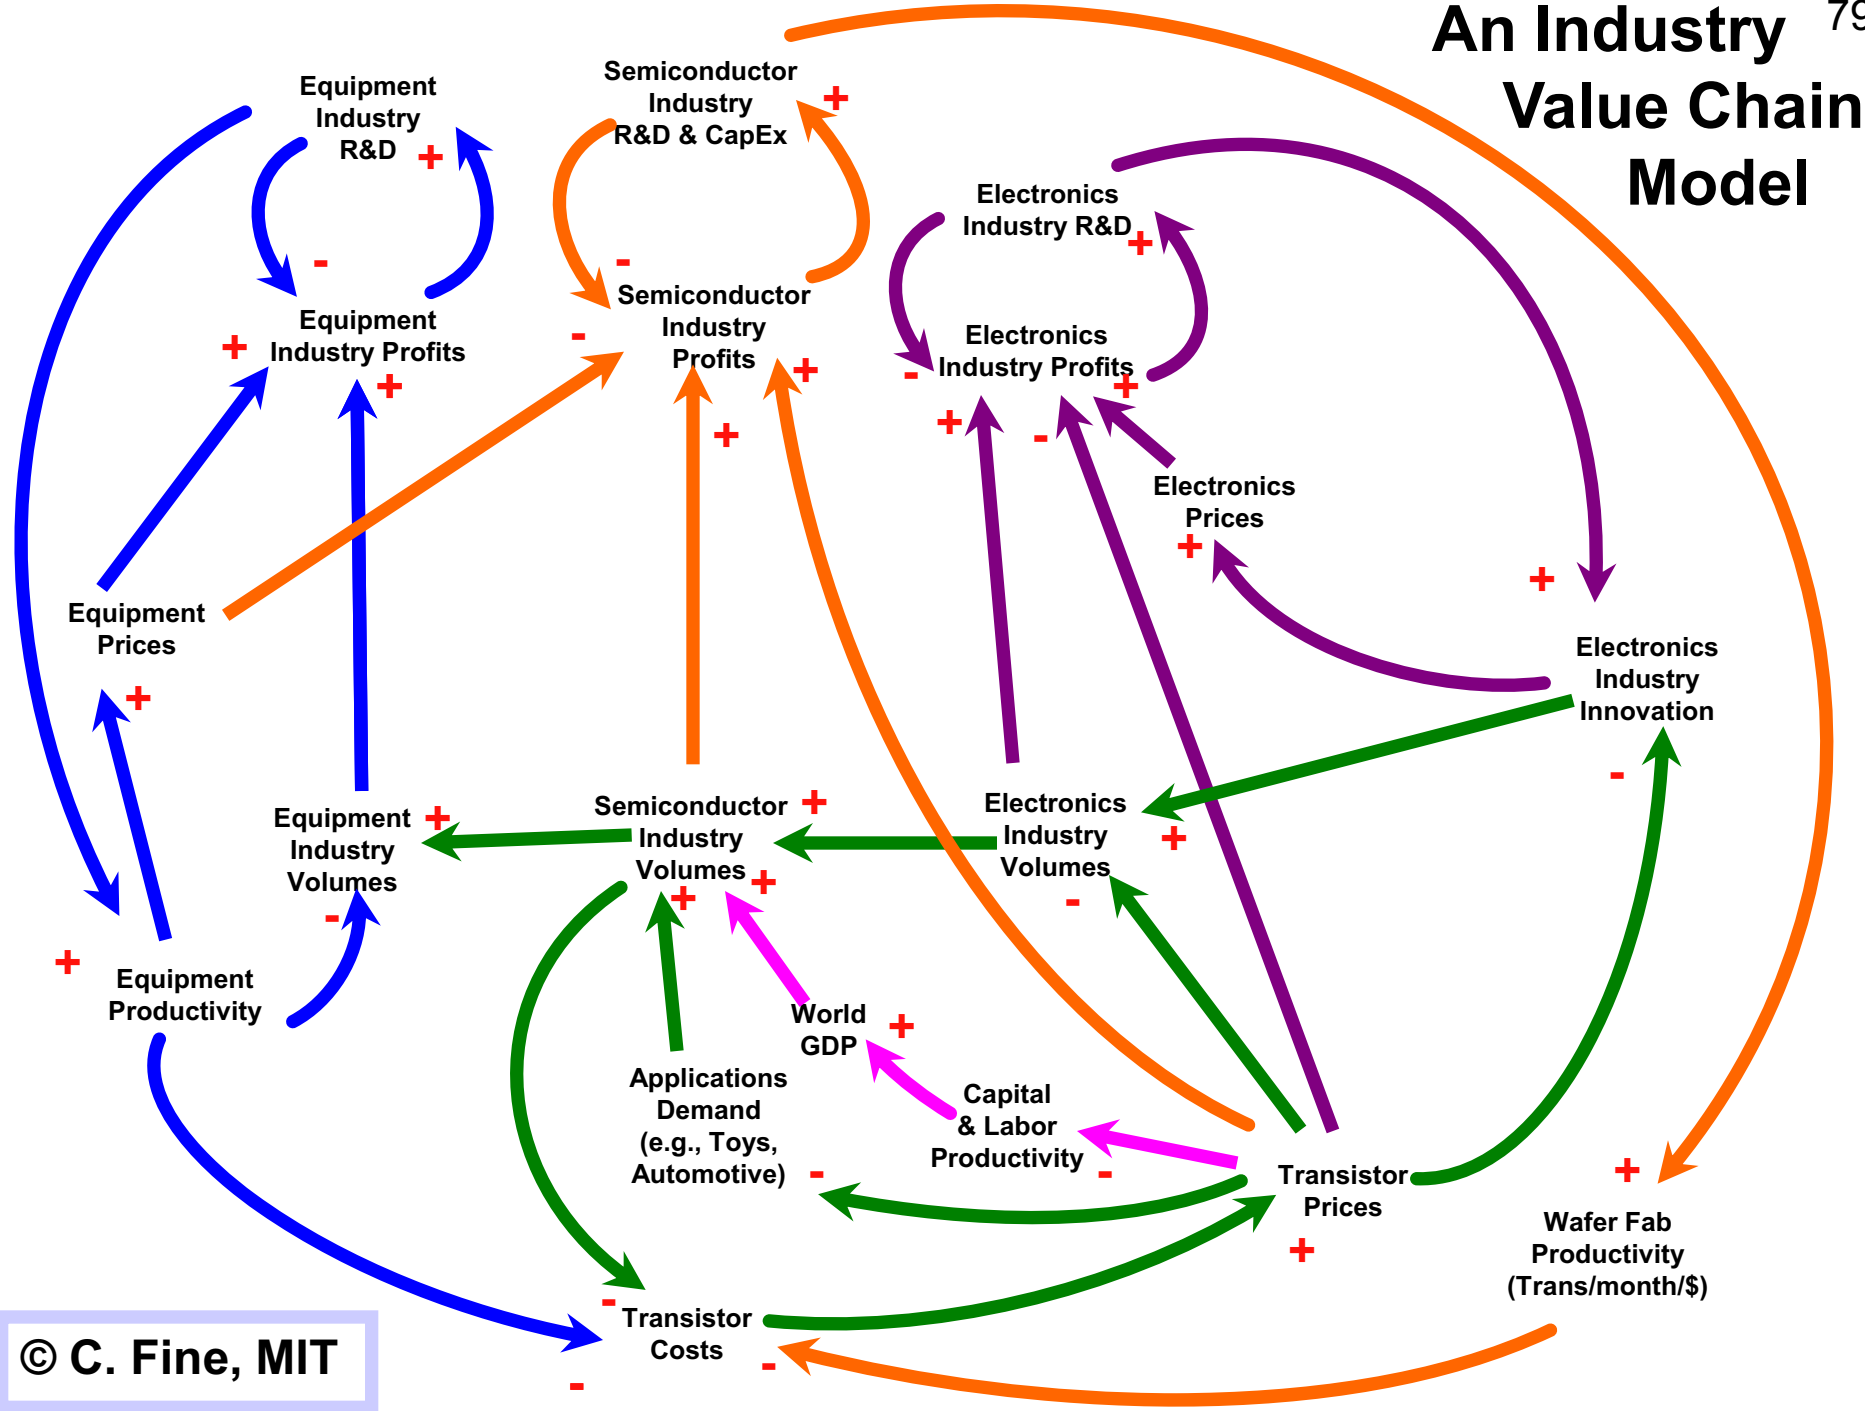 An Industry
79
Value Chain
Model
Equipment
Industry
R&D
+
-
Semiconductor
Industry
R&D & CapEx
+
-
Electronics
Industry R&D
+
Equipment
Industry Profits
+
+
Semiconductor
Industry
Profits
-
+
+
Electronics
Industry Profits
-
+
+
-
Electronics
Prices
+
+
Equipment
Prices
+
Electronics
Industry
Innovation
-
Equipment
Industry
Volumes
+
-
Semiconductor
Industry
Volumes
+
+
+
Electronics
Industry
Volumes
+
-
+
Equipment
Productivity
World
GDP
+
Applications
Demand
(e.g., Toys,
Automotive)
-
Capital
& Labor
Productivity
-
Transistor
Prices
+
+
Wafer Fab
Productivity
(Trans/month/$)
-
Transistor
Costs
-
-
© C. Fine, MIT